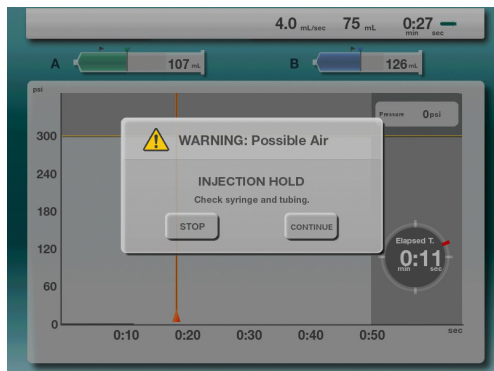 4.0 mL/sec 75 mL 0:27 min sec
A 107 mL B 126 mL
psi
Pressure 0psi
300
240
180
120
60
0
WARNING: Possible Air
INJECTION HOLD
Check syringe and tubing.
STOP CONTINUE
Elapsed T.
0:11
min sec
0:10 0:20 0:30 0:40 0:50 sec